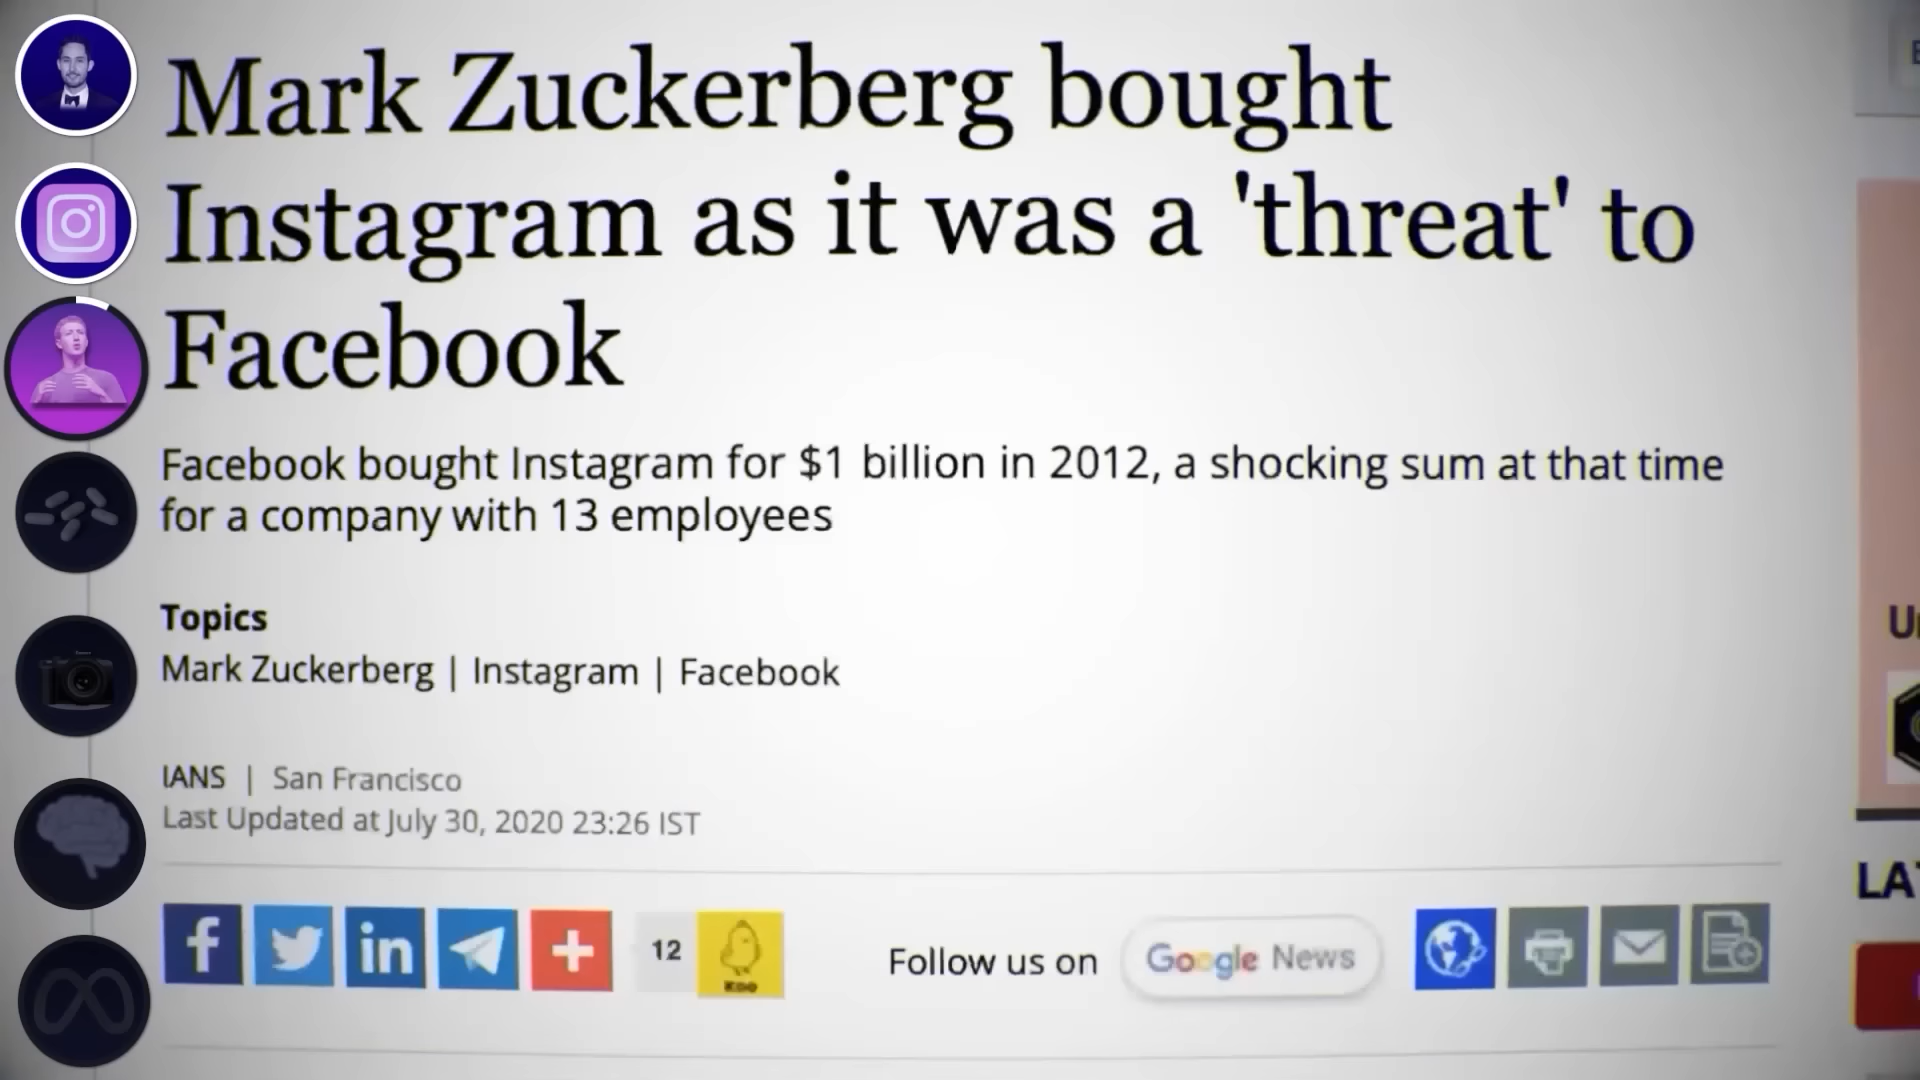 Mark Zuckerberg bought
Instagram as it was a 'threat' to
Facebook
Facebook bought Instagram for $1 billion in 2012, a shocking sum at that time
for a company with 13 employees
Topics
Mark Zuckerberg | Instagram | Facebook
IANS | San Francisco
Last Updated at July 30, 2020 23:26 IST
f in 12 KOO Follow us on Google News